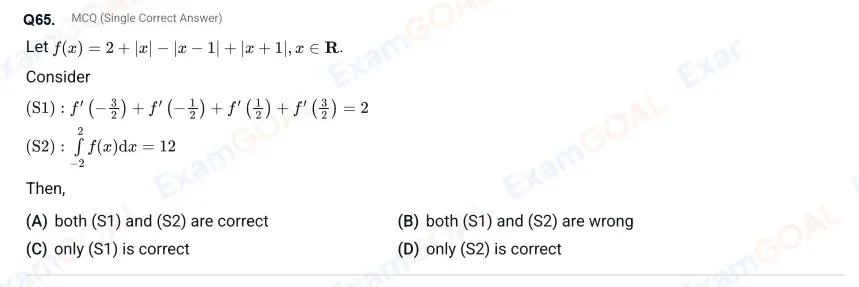 Q65. MCQ (Single Correct Answer)
Let f(x) = 2 + |x| − |x − 1| + |x + 1|, x ∈ R.
Consider
(S1) : f′(−3/2) + f′(−1/2) + f′(1/2) + f′(3/2) = 2
(S2) : ∫_{−2}^{2} f(x)dx = 12
Then,
(A) both (S1) and (S2) are correct (B) both (S1) and (S2) are wrong
(C) only (S1) is correct (D) only (S2) is correct
ExamGOAL